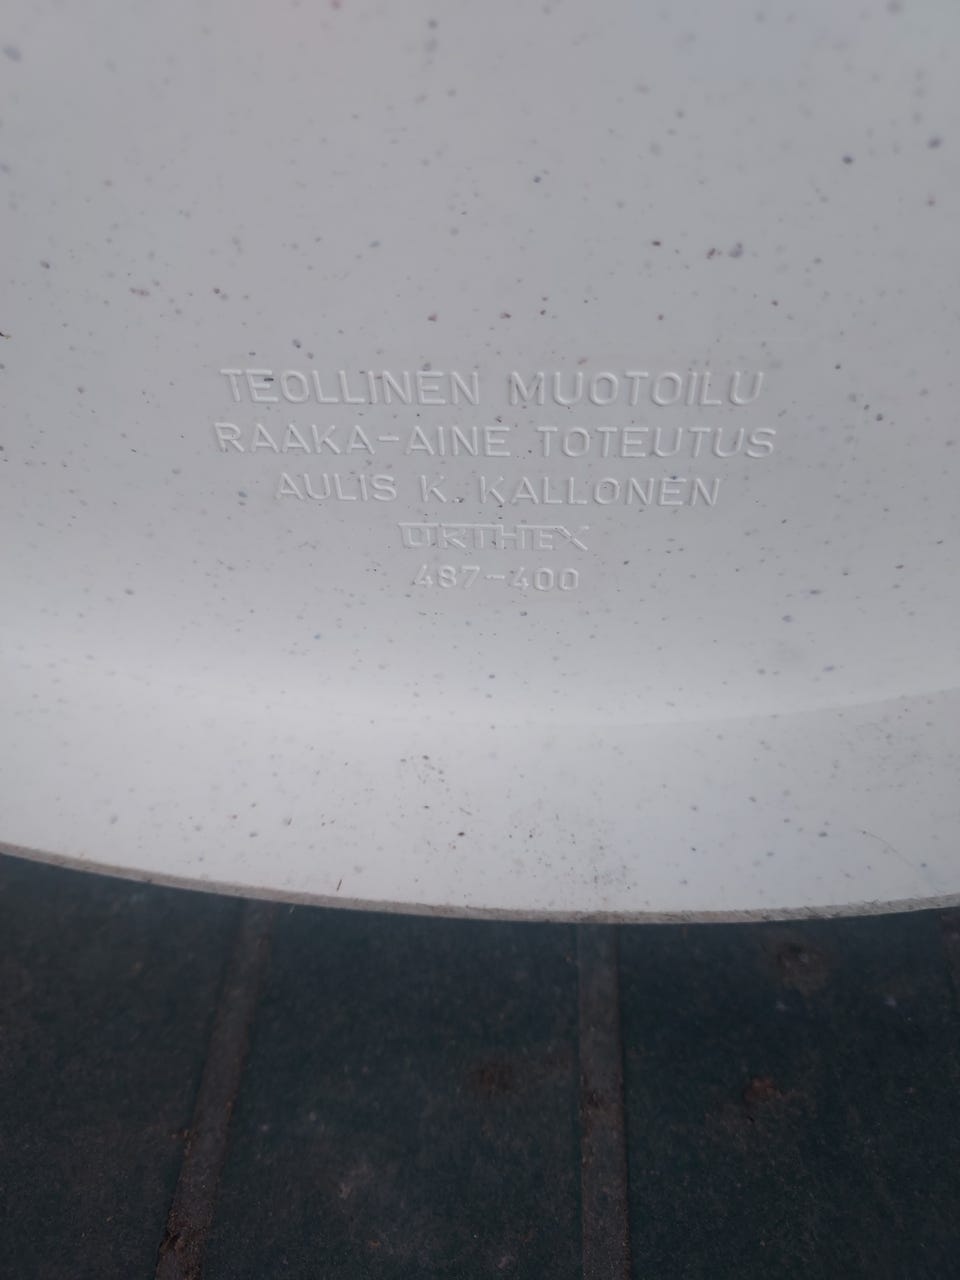 TEOLLINEN MUOTOILU
RAAKA-AINE TOTEUTUS
AULIS K. KALLONEN
ORTHEX
487-400